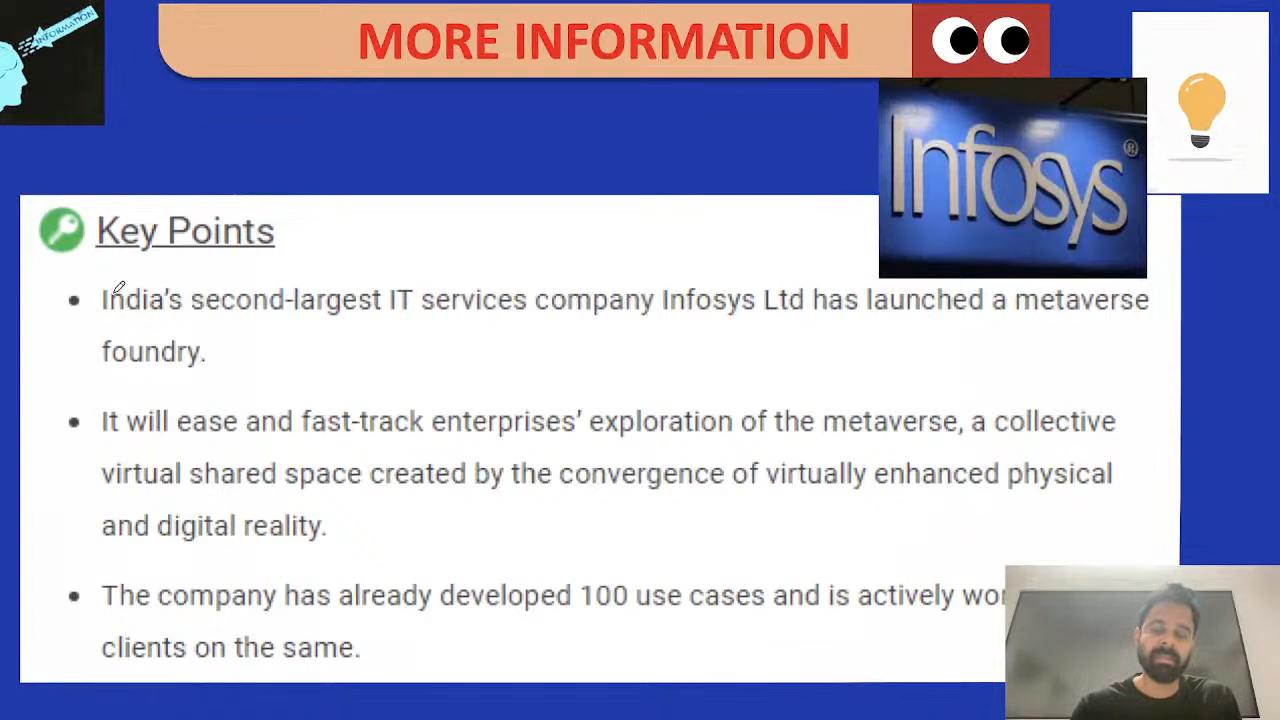 INFORMATION
MORE INFORMATION
Infosys®
Key Points
India's second-largest IT services company Infosys Ltd has launched a metaverse
foundry.
It will ease and fast-track enterprises' exploration of the metaverse, a collective
virtual shared space created by the convergence of virtually enhanced physical
and digital reality.
The company has already developed 100 use cases and is actively
clients on the same.